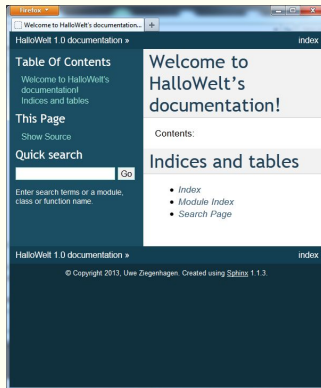 Firefox
Welcome to HalloWelt's documentation...
HalloWelt 1.0 documentation »
index
Table Of Contents
Welcome to HalloWelt's
documentation!
Indices and tables
This Page
Show Source
Quick search
Go
Enter search terms or a module,
class or function name.
Welcome to
HalloWelt's
documentation!
Contents:
Indices and tables
Index
Module Index
Search Page
HalloWelt 1.0 documentation »
index
© Copyright 2013, Uwe Ziegenhagen. Created using Sphinx 1.1.3.